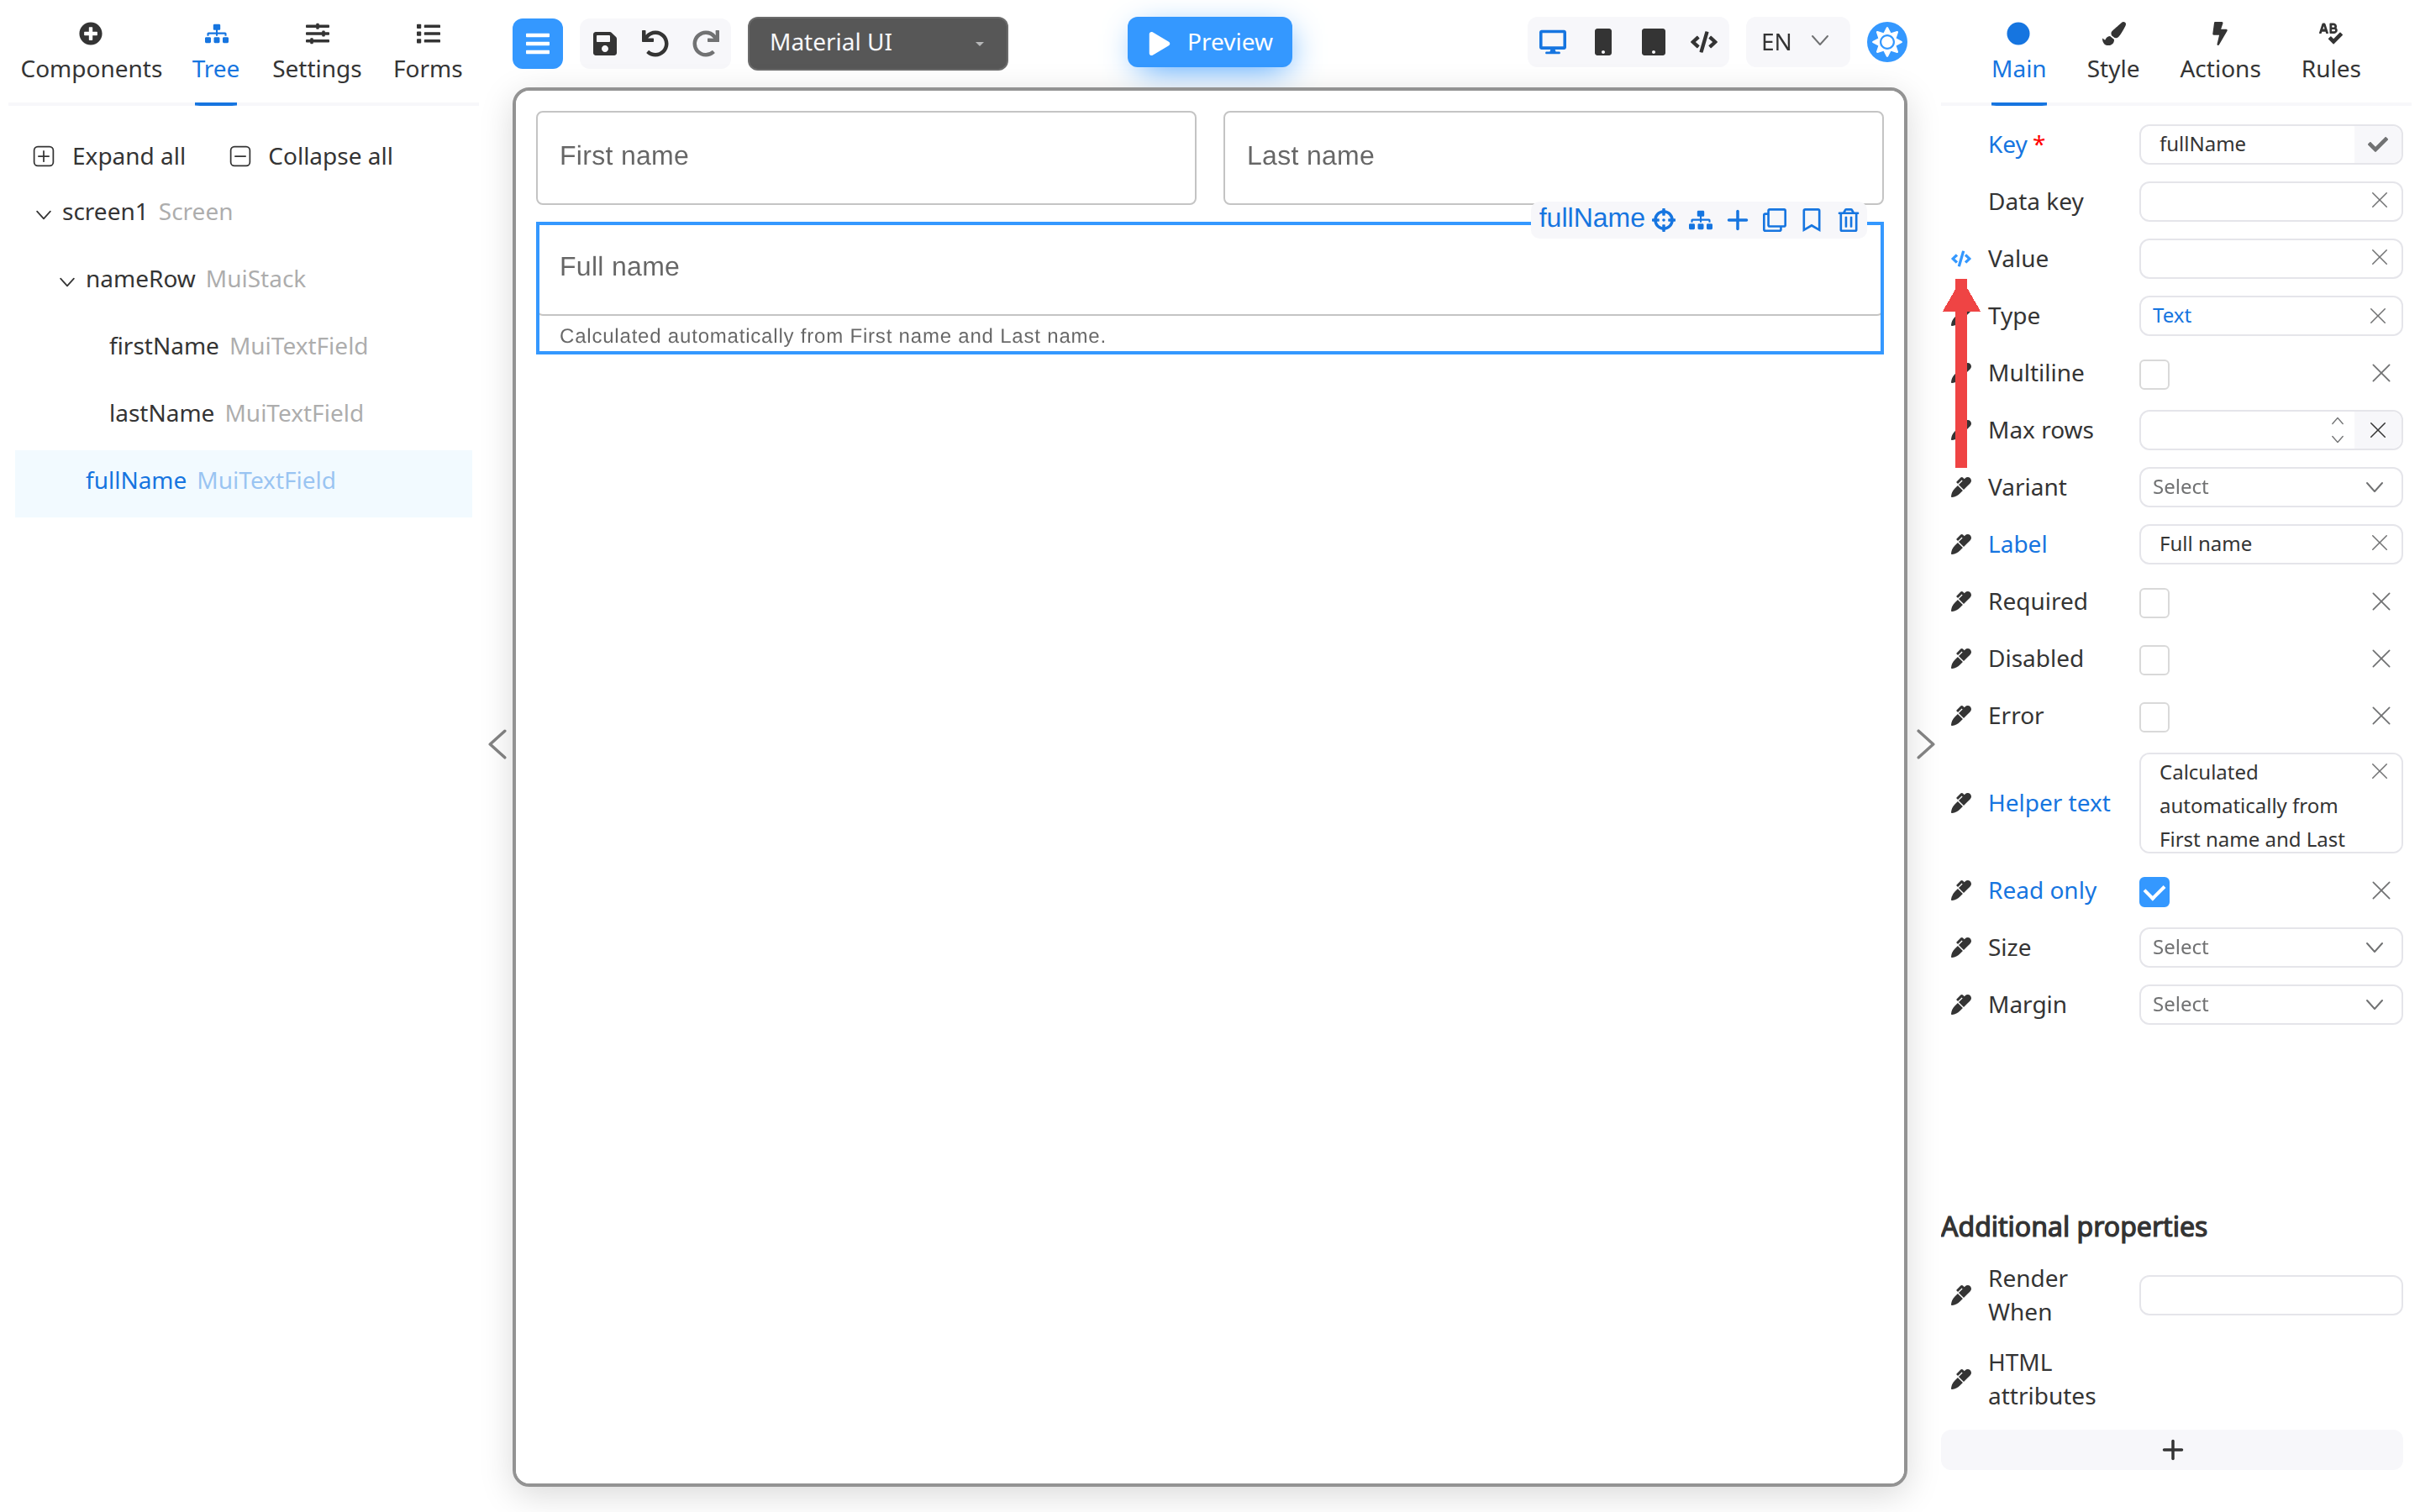 Components Tree Settings Forms
Material UI
Preview
EN
Main Style Actions Rules
Expand all Collapse all
screen1 Screen
nameRow MuiStack
firstName MuiTextField
lastName MuiTextField
fullName MuiTextField
First name
Last name
fullName
Full name
Calculated automatically from First name and Last name.
Key * fullName
Data key
Value
Type Text
Multiline
Max rows
Variant Select
Label Full name
Required
Disabled
Error
Helper text
Calculated
automatically from
First name and Last
Read only
Size Select
Margin Select
Additional properties
Render
When
HTML
attributes